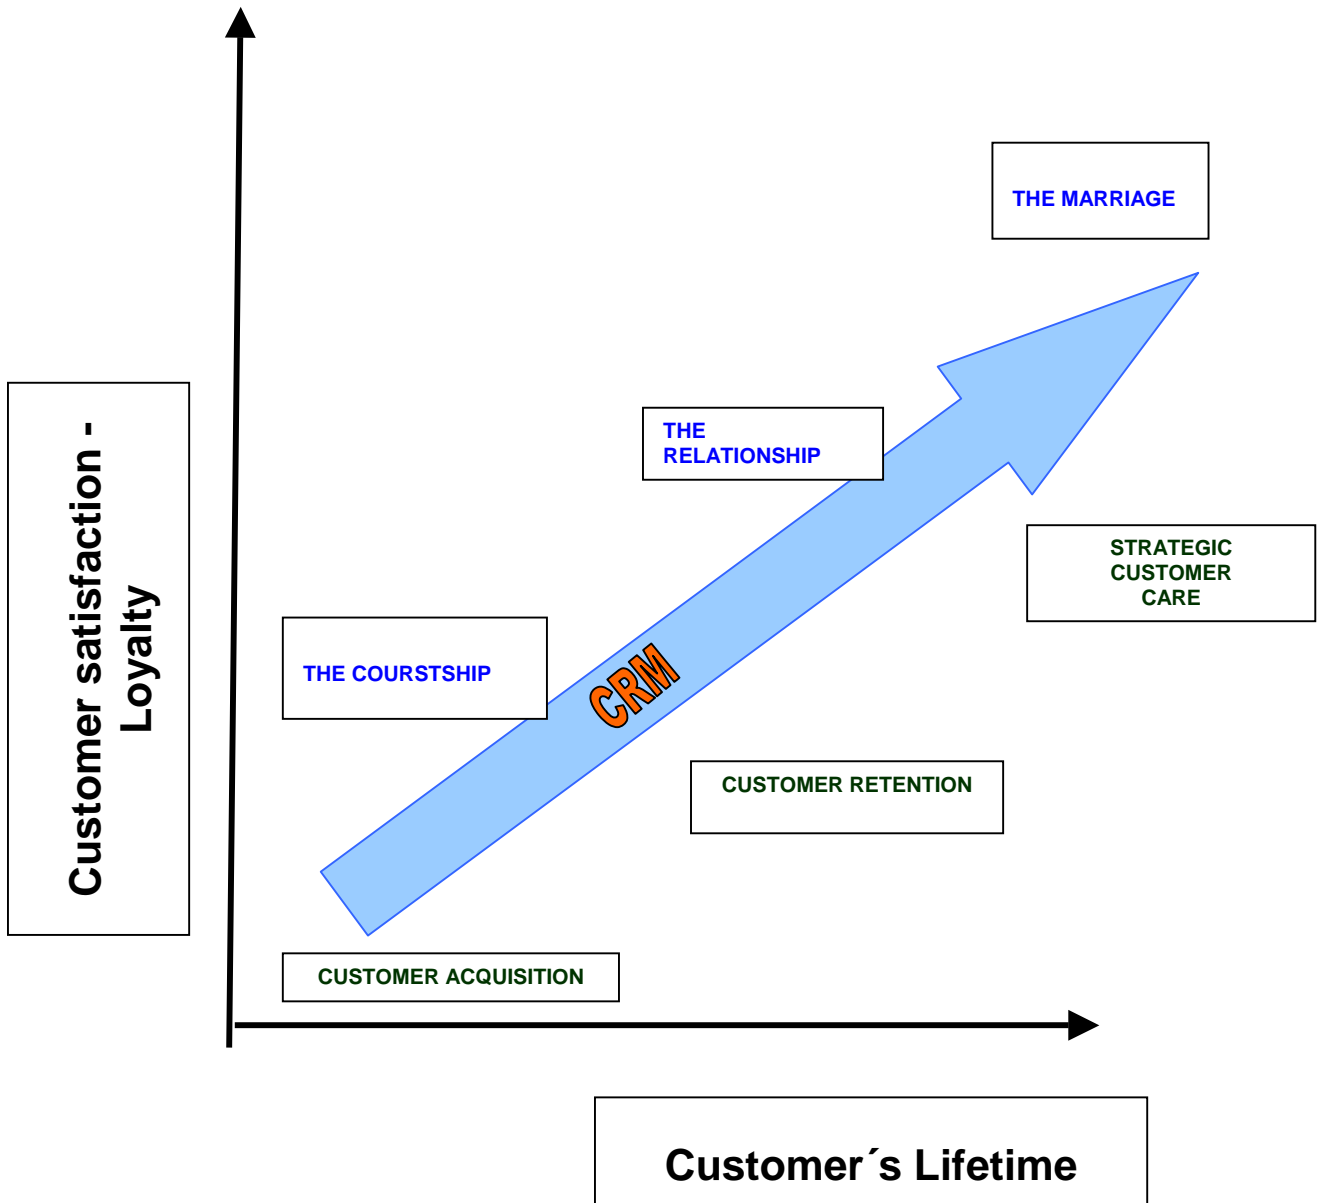 THE MARRIAGE
THE
RELATIONSHIP
STRATEGIC
CUSTOMER
CARE
THE COURSTSHIP
CRM
CUSTOMER RETENTION
CUSTOMER ACQUISITION
Customer satisfaction -
Loyalty
Customer´s Lifetime